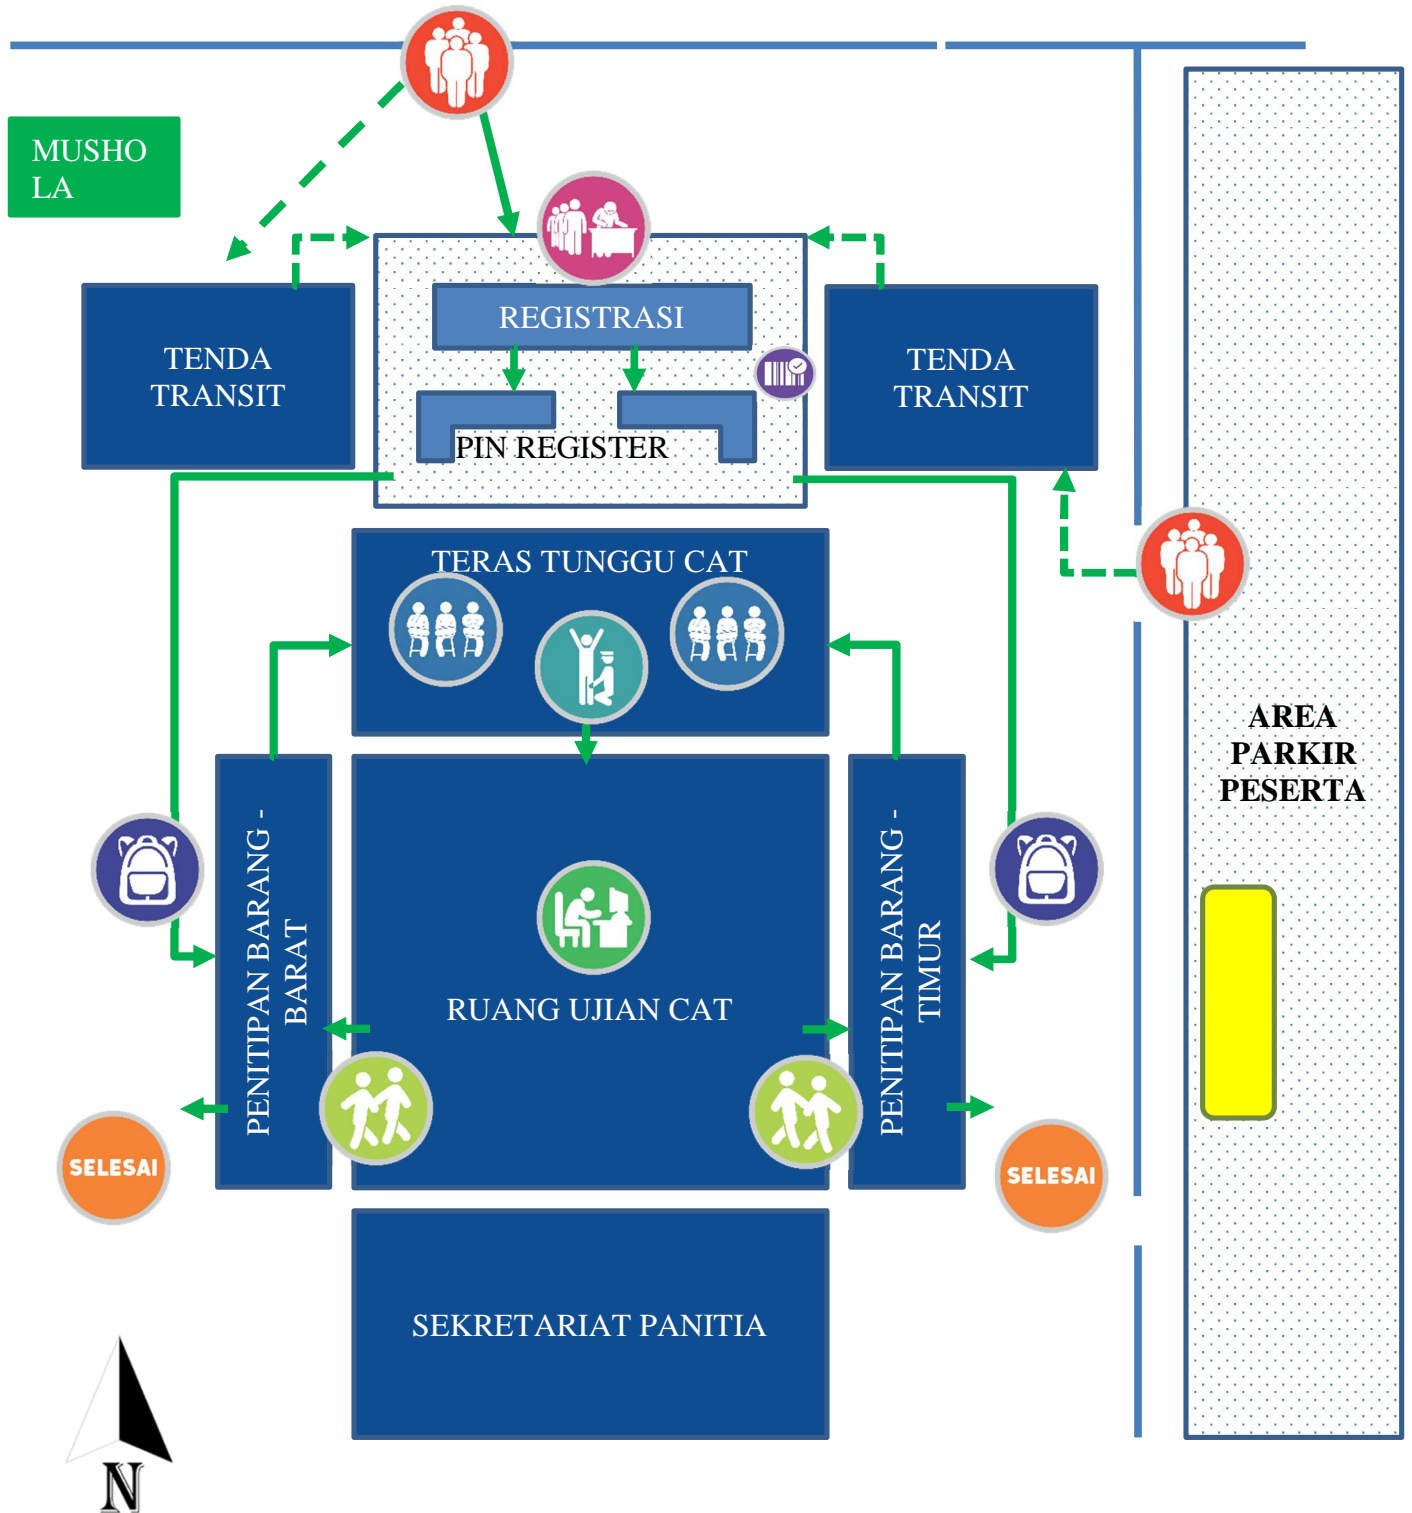 MUSHO
LA
REGISTRASI
TENDA
TRANSIT
TENDA
TRANSIT
PIN REGISTER
TERAS TUNGGU CAT
AREA
PARKIR
PESERTA
PENITIPAN BARANG -
BARAT
RUANG UJIAN CAT
PENITIPAN BARANG -
TIMUR
SELESAI
SELESAI
SEKRETARIAT PANITIA
N